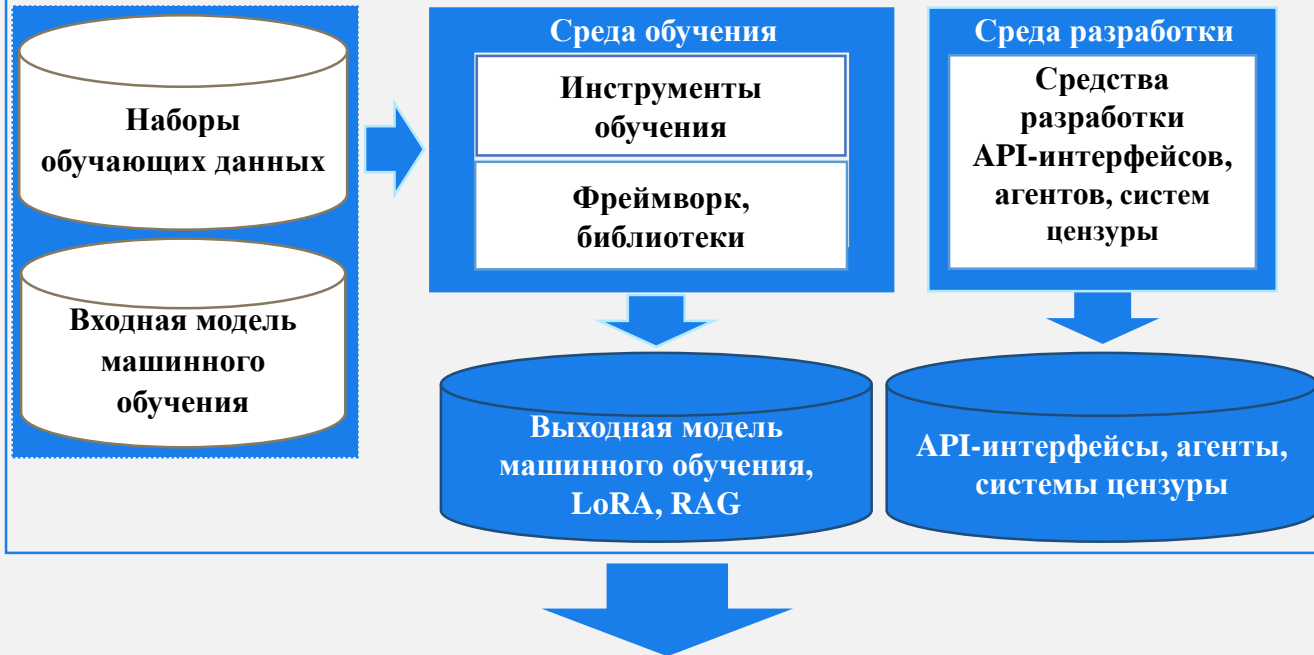 Наборы
обучающих данных
Входная модель
машинного
обучения
Среда обучения
Инструменты
обучения
Фреймворк,
библиотеки
Среда разработки
Средства
разработки
API-интерфейсов,
агентов, систем
цензуры
Выходная модель
машинного обучения,
LoRA, RAG
API-интерфейсы, агенты,
системы цензуры